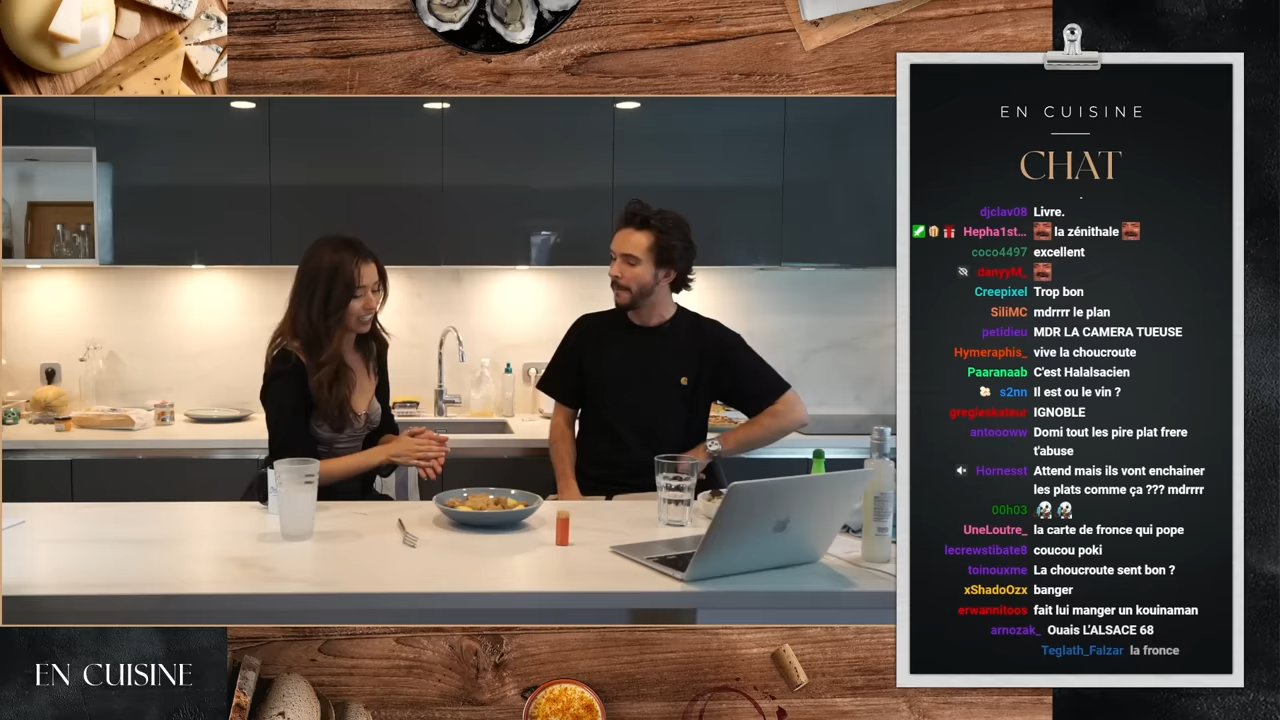 EN CUISINE
CHAT
djclav08 Livre.
Hepha1st... la zénithale
coco4497 excellent
danyyM_
Creepixel Trop bon
SiliMC mdrrrr le plan
petidieu MDR LA CAMERA TUEUSE
Hymeraphis_ vive la choucroute
Paaranaab C'est Halalsacien
s2nn Il est ou le vin ?
gregleskateur IGNOBLE
antoooww Domi tout les pire plat frere
t'abuse
Hornesst Attend mais ils vont enchainer
les plats comme ça ??? mdrrrr
00h03
UneLoutre_ la carte de fronce qui pope
lecrewstibate8 coucou poki
toinouxme La choucroute sent bon ?
xShadoOzx banger
erwannitoos fait lui manger un kouinaman
arnozak_ Ouais L'ALSACE 68
Teglath_Falzar la fronce
EN CUISINE